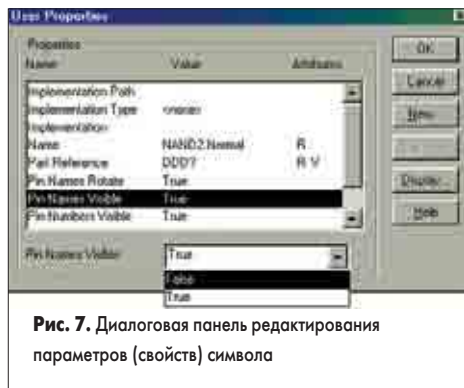 User Properties
Properties
Name Value Attributes
Implementation Path
Implementation Type <none>
Implementation
Name NAND2.Normal R
Part Reference DDD? R V
Pin Names Rotate True
Pin Names Visible True
Pin Numbers Visible True
Pin Names Visible True
False
True
OK
Cancel
New...
Display...
Help
Рис. 7. Диалоговая панель редактирования
параметров (свойств) символа